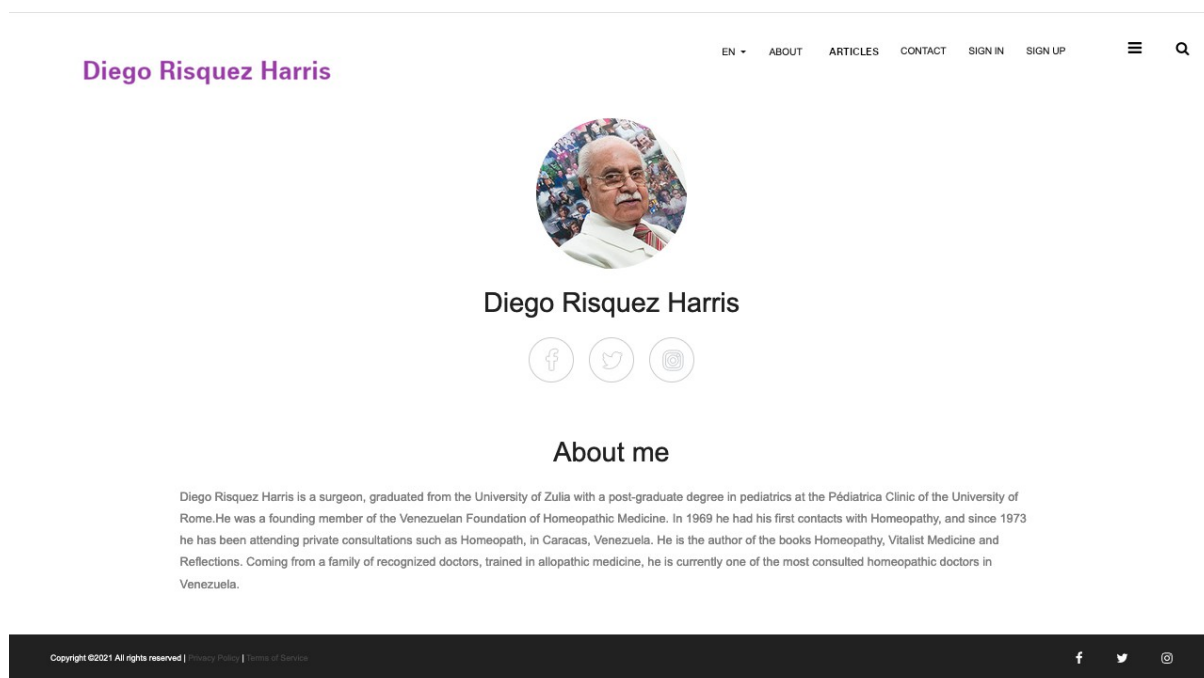 Diego Risquez Harris
EN ABOUT ARTICLES CONTACT SIGN IN SIGN UP
Diego Risquez Harris
About me
Diego Risquez Harris is a surgeon, graduated from the University of Zulia with a post-graduate degree in pediatrics at the Pédiatrica Clinic of the University of
Rome.He was a founding member of the Venezuelan Foundation of Homeopathic Medicine. In 1969 he had his first contacts with Homeopathy, and since 1973
he has been attending private consultations such as Homeopath, in Caracas, Venezuela. He is the author of the books Homeopathy, Vitalist Medicine and
Reflections. Coming from a family of recognized doctors, trained in allopathic medicine, he is currently one of the most consulted homeopathic doctors in
Venezuela.
Copyright ©2021 All rights reserved | Privacy Policy | Terms of Service